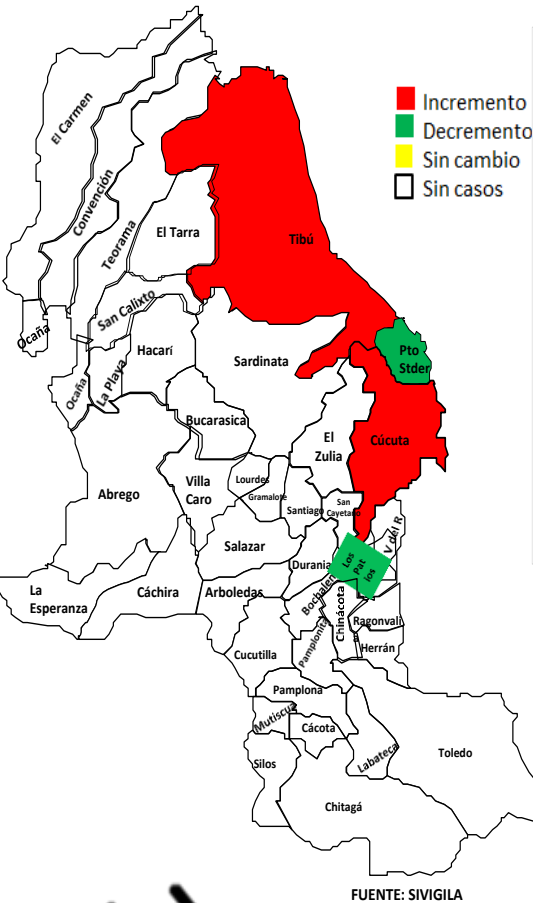 Incremento
Decremento
Sin cambio
Sin casos
El Carmen
Convención
Teorama
El Tarra
Tibú
San Calixto
Ocaña
Hacarí
La Playa
Ocaña
Sardinata
Pto
Stder
Cúcuta
Bucarasica
El
Zulia
Abrego
Villa
Caro
Lourdes
Gramalote
Santiago
San
Cayetano
V del R
Salazar
Durania
Los
Pat
ios
La
Esperanza
Cáchira
Arboledas
Bochalen
Chinácota
Ragonvali
a
Herrán
Cucutilla
Pamplonita
Pamplona
Mutiscua
Cácota
Labateca
Toledo
Silos
Chitagá
FUENTE: SIVIGILA